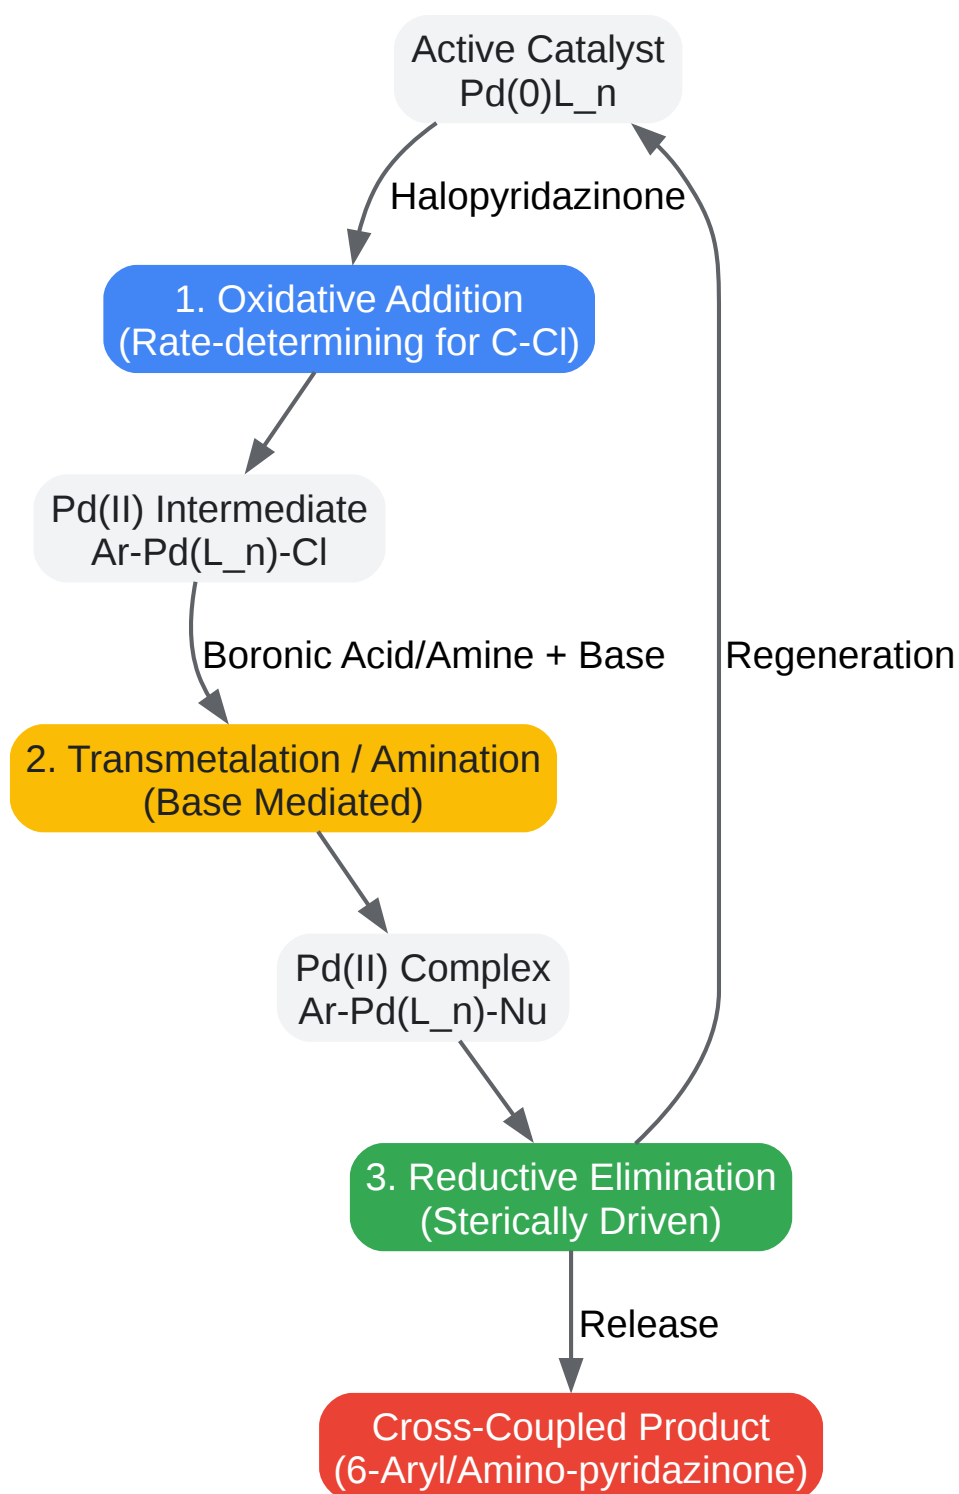 Active Catalyst
Pd(0)L_n
Halopyridazinone
1. Oxidative Addition
(Rate-determining for C-Cl)
Pd(II) Intermediate
Ar-Pd(L_n)-Cl
Boronic Acid/Amine + Base
Regeneration
2. Transmetalation / Amination
(Base Mediated)
Pd(II) Complex
Ar-Pd(L_n)-Nu
3. Reductive Elimination
(Sterically Driven)
Release
Cross-Coupled Product
(6-Aryl/Amino-pyridazinone)